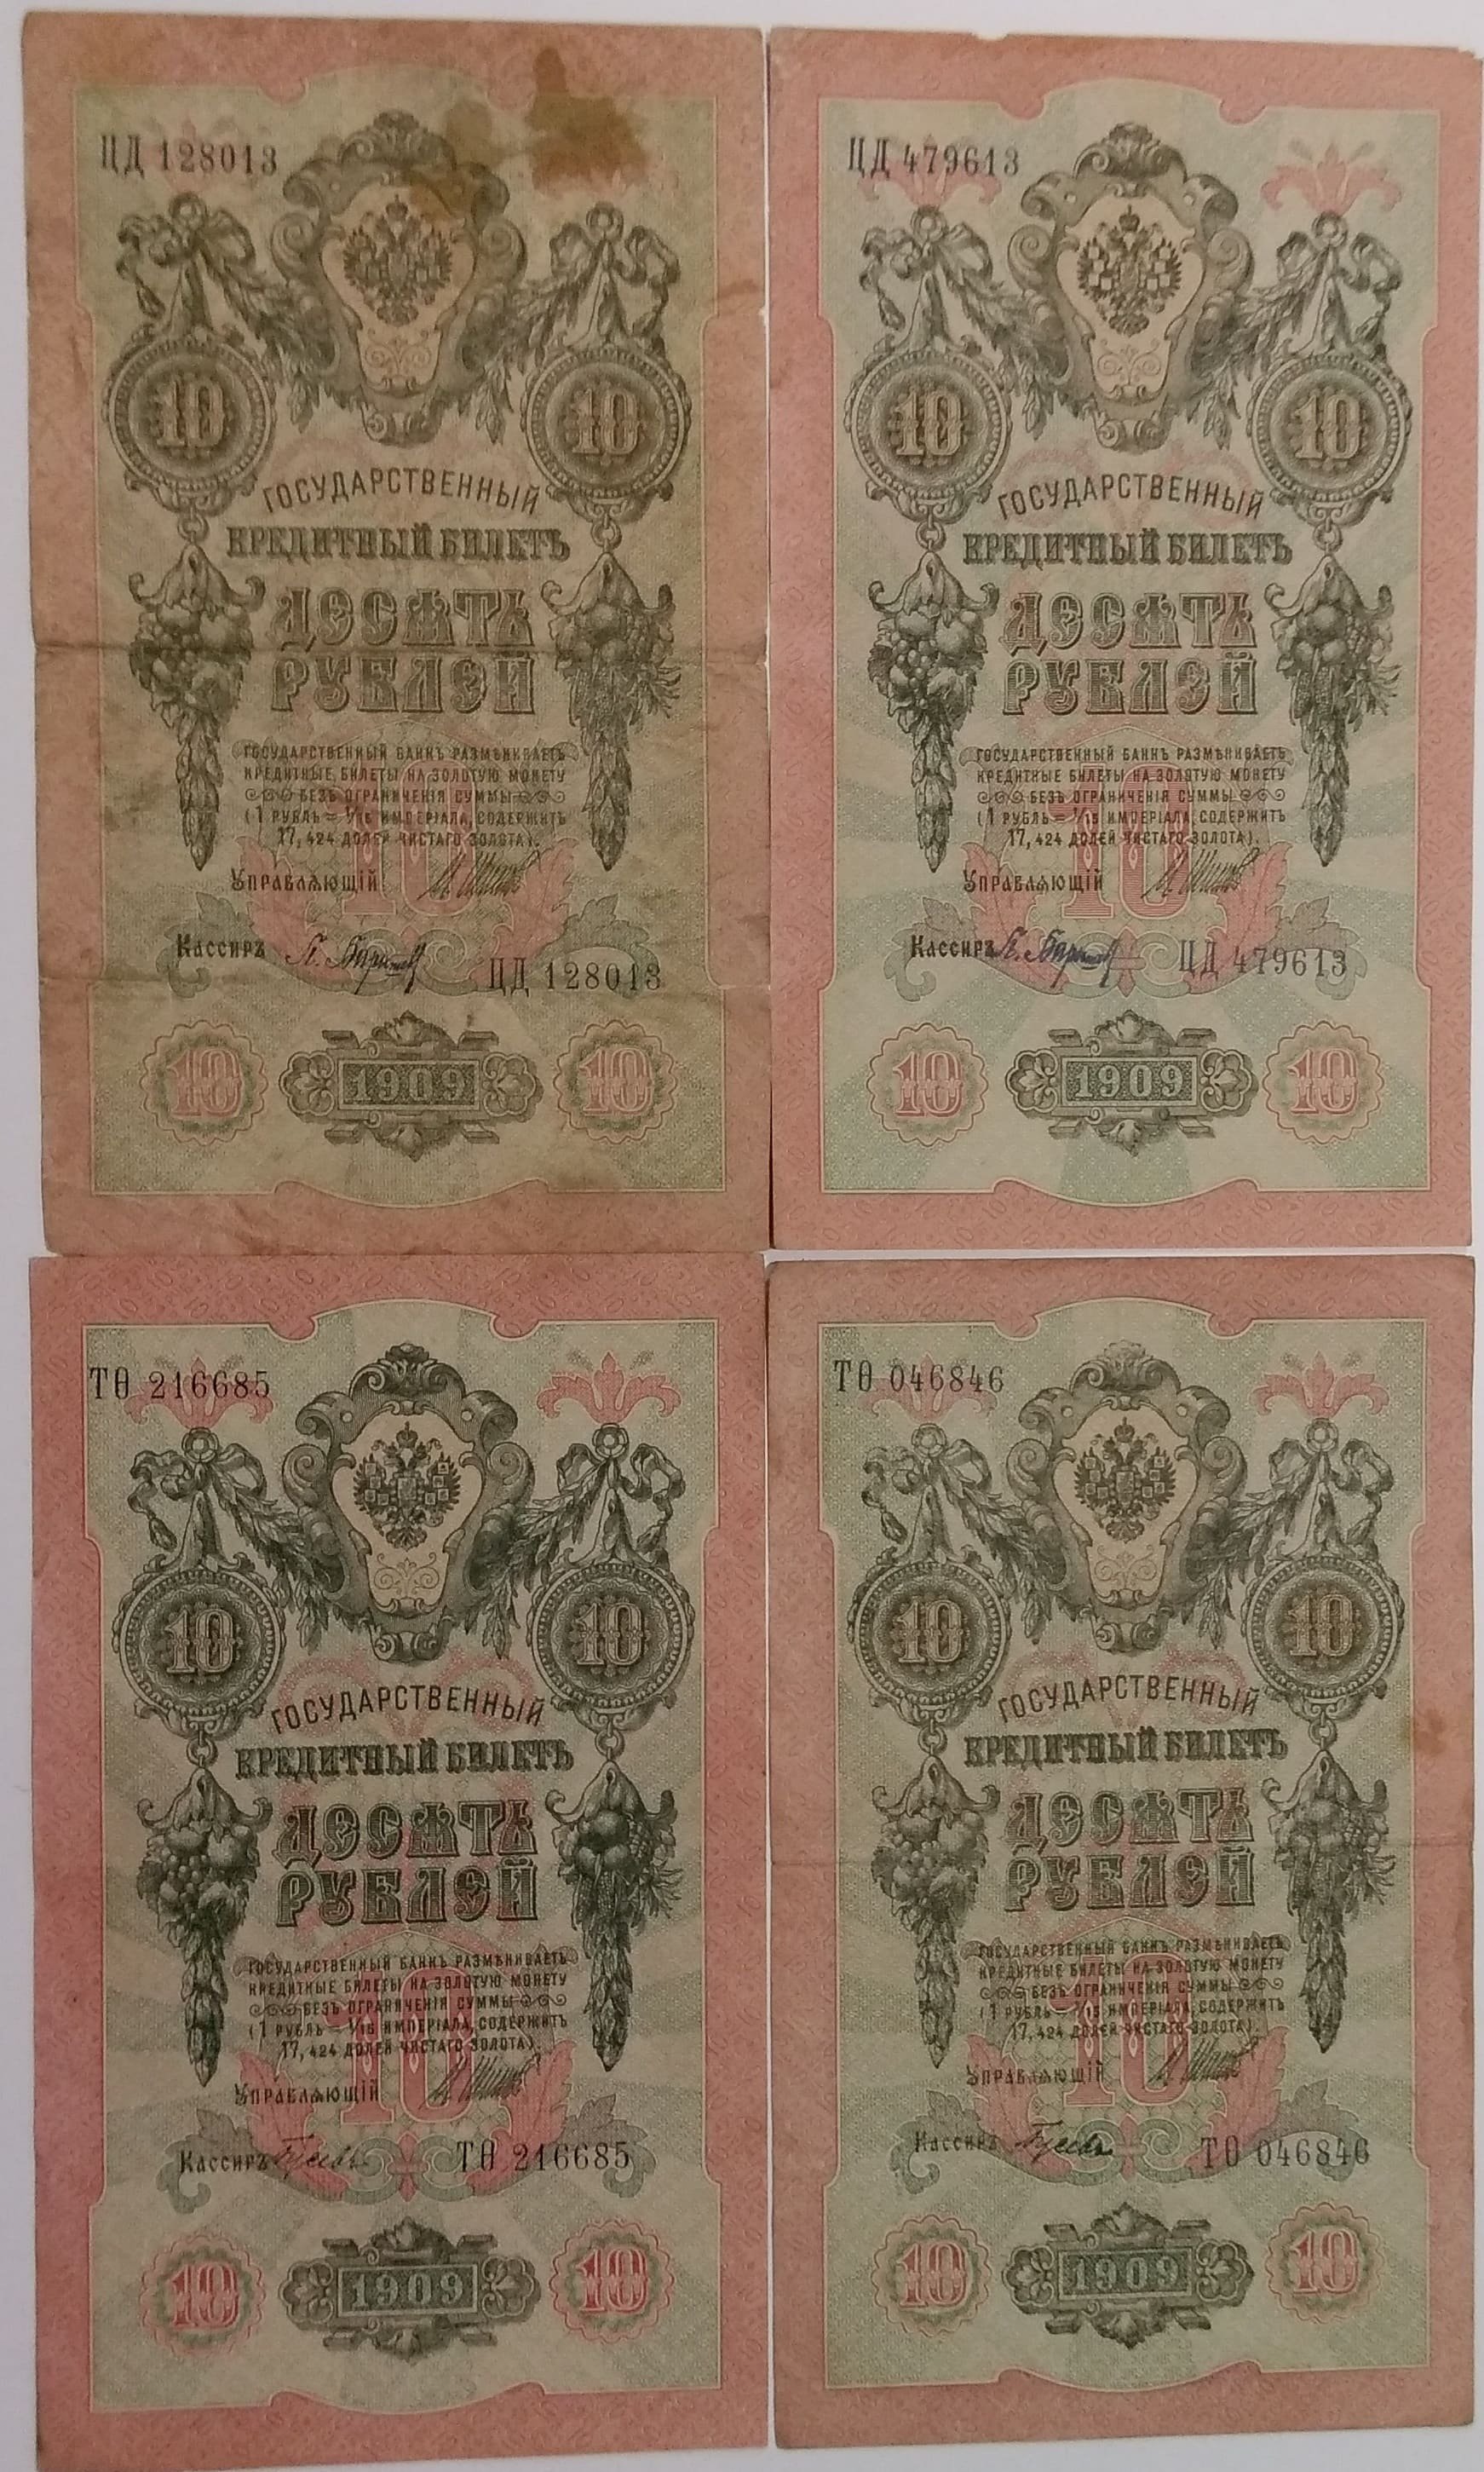 ЦД 128013
10 10
ГОСУДАРСТВЕННЫЙ
КРЕДИТНЫЙ БИЛЕТЪ
ДЕСЯТЬ
РУБЛЕЙ
ГОСУДАРСТВЕННЫЙ БАНКЪ РАЗМѢНИВАЕТЪ
КРЕДИТНЫЕ БИЛЕТЫ НА ЗОЛОТУЮ МОНЕТУ
БЕЗЪ ОГРАНИЧЕНІЯ СУММЫ
(1 РУБЛЬ = 1/15 ИМПЕРІАЛА, СОДЕРЖИТЪ
17,424 ДОЛЕЙ ЧИСТАГО ЗОЛОТА).
10
УПРАВЛЯЮЩІЙ
КАССИРЪ
ЦД 128013
10 1909 10
ЦД 479613
10 10
ГОСУДАРСТВЕННЫЙ
КРЕДИТНЫЙ БИЛЕТЪ
ДЕСЯТЬ
РУБЛЕЙ
ГОСУДАРСТВЕННЫЙ БАНКЪ РАЗМѢНИВАЕТЪ
КРЕДИТНЫЕ БИЛЕТЫ НА ЗОЛОТУЮ МОНЕТУ
БЕЗЪ ОГРАНИЧЕНІЯ СУММЫ
(1 РУБЛЬ = 1/15 ИМПЕРІАЛА, СОДЕРЖИТЪ
17,424 ДОЛЕЙ ЧИСТАГО ЗОЛОТА).
10
УПРАВЛЯЮЩІЙ
КАССИРЪ
ЦД 479613
10 1909 10
ТѲ 216685
10 10
ГОСУДАРСТВЕННЫЙ
КРЕДИТНЫЙ БИЛЕТЪ
ДЕСЯТЬ
РУБЛЕЙ
ГОСУДАРСТВЕННЫЙ БАНКЪ РАЗМѢНИВАЕТЪ
КРЕДИТНЫЕ БИЛЕТЫ НА ЗОЛОТУЮ МОНЕТУ
БЕЗЪ ОГРАНИЧЕНІЯ СУММЫ
(1 РУБЛЬ = 1/15 ИМПЕРІАЛА, СОДЕРЖИТЪ
17,424 ДОЛЕЙ ЧИСТАГО ЗОЛОТА).
10
УПРАВЛЯЮЩІЙ
КАССИРЪ Гусевъ ТѲ 216685
10 1909 10
ТѲ 046846
10 10
ГОСУДАРСТВЕННЫЙ
КРЕДИТНЫЙ БИЛЕТЪ
ДЕСЯТЬ
РУБЛЕЙ
ГОСУДАРСТВЕННЫЙ БАНКЪ РАЗМѢНИВАЕТЪ
КРЕДИТНЫЕ БИЛЕТЫ НА ЗОЛОТУЮ МОНЕТУ
БЕЗЪ ОГРАНИЧЕНІЯ СУММЫ
(1 РУБЛЬ = 1/15 ИМПЕРІАЛА, СОДЕРЖИТЪ
17,424 ДОЛЕЙ ЧИСТАГО ЗОЛОТА).
10
УПРАВЛЯЮЩІЙ
КАССИРЪ Гусевъ ТѲ 046846
10 1909 10